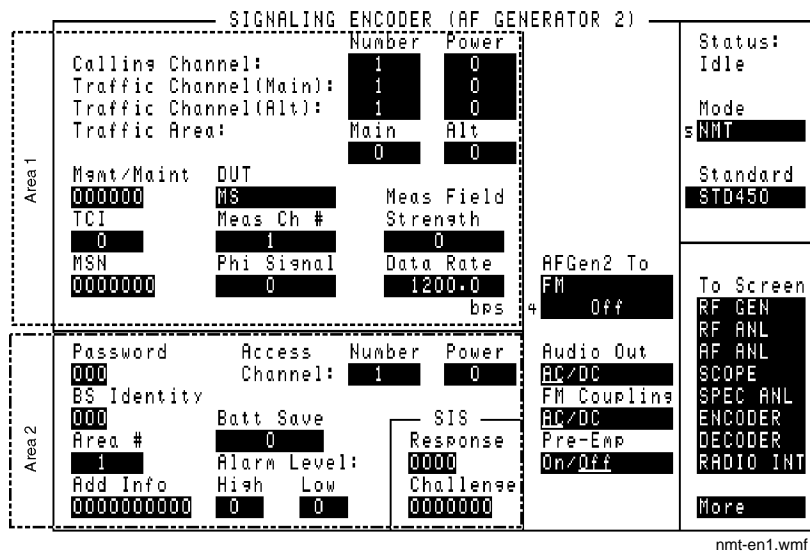 SIGNALING ENCODER (AF GENERATOR 2)
Number Power
Calling Channel: 1 0
Traffic Channel(Main): 1 0
Traffic Channel(Alt): 1 0
Traffic Area: Main Alt
0 0
Mgmt/Maint DUT
000000 MS Meas Field
TCI Meas Ch # Strength
0 1 0
MSN Phi Signal Data Rate
0000000 0 1200.0
bps
Area 1
Password Access Number Power
000 Channel: 1 0
BS Identity
000 Batt Save SIS
Area # 0 Response
1 Alarm Level: 0000
Add Info High Low Challenge
0000000000 0 0 0000000
Area 2
AFGen2 To
FM
4 Off
Audio Out
AC/DC
FM Coupling
AC/DC
Pre-Emp
On/Off
Status:
Idle
Mode
5 NMT
Standard
STD450
To Screen
RF GEN
RF ANL
AF ANL
SCOPE
SPEC ANL
ENCODER
DECODER
RADIO INT
More
nmt-en1.wmf